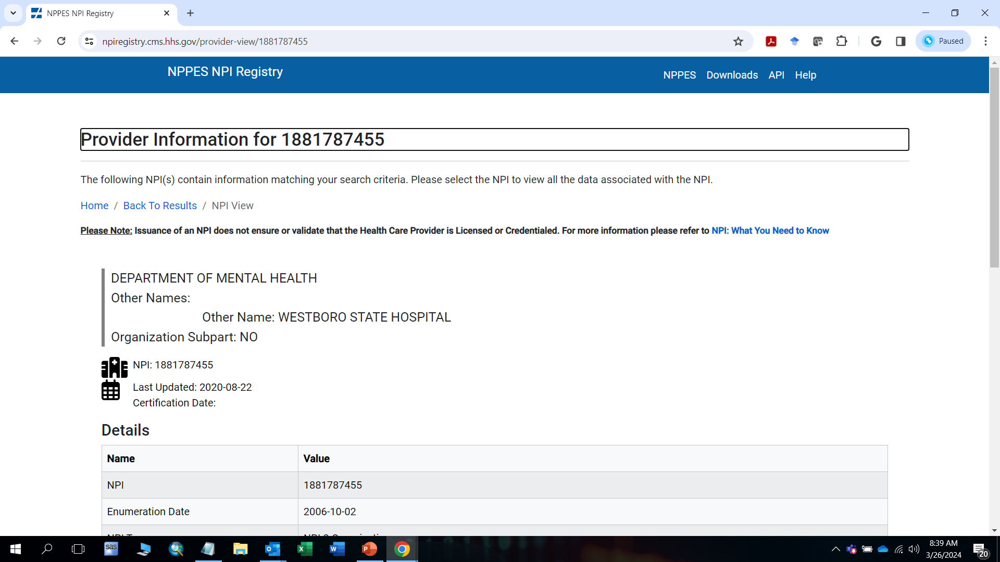 NPPES NPI Registry
npiregistry.cms.hhs.gov/provider-view/1881787455
Paused
NPPES NPI Registry
NPPES Downloads API Help
Provider Information for 1881787455
The following NPI(s) contain information matching your search criteria. Please select the NPI to view all the data associated with the NPI.
Home / Back To Results / NPI View
Please Note: Issuance of an NPI does not ensure or validate that the Health Care Provider is Licensed or Credentialed. For more information please refer to NPI: What You Need to Know
DEPARTMENT OF MENTAL HEALTH
Other Names:
Other Name: WESTBORO STATE HOSPITAL
Organization Subpart: NO
NPI: 1881787455
Last Updated: 2020-08-22
Certification Date:
Details
Name Value
NPI 1881787455
Enumeration Date 2006-10-02
sas
8:39 AM
3/26/2024
20